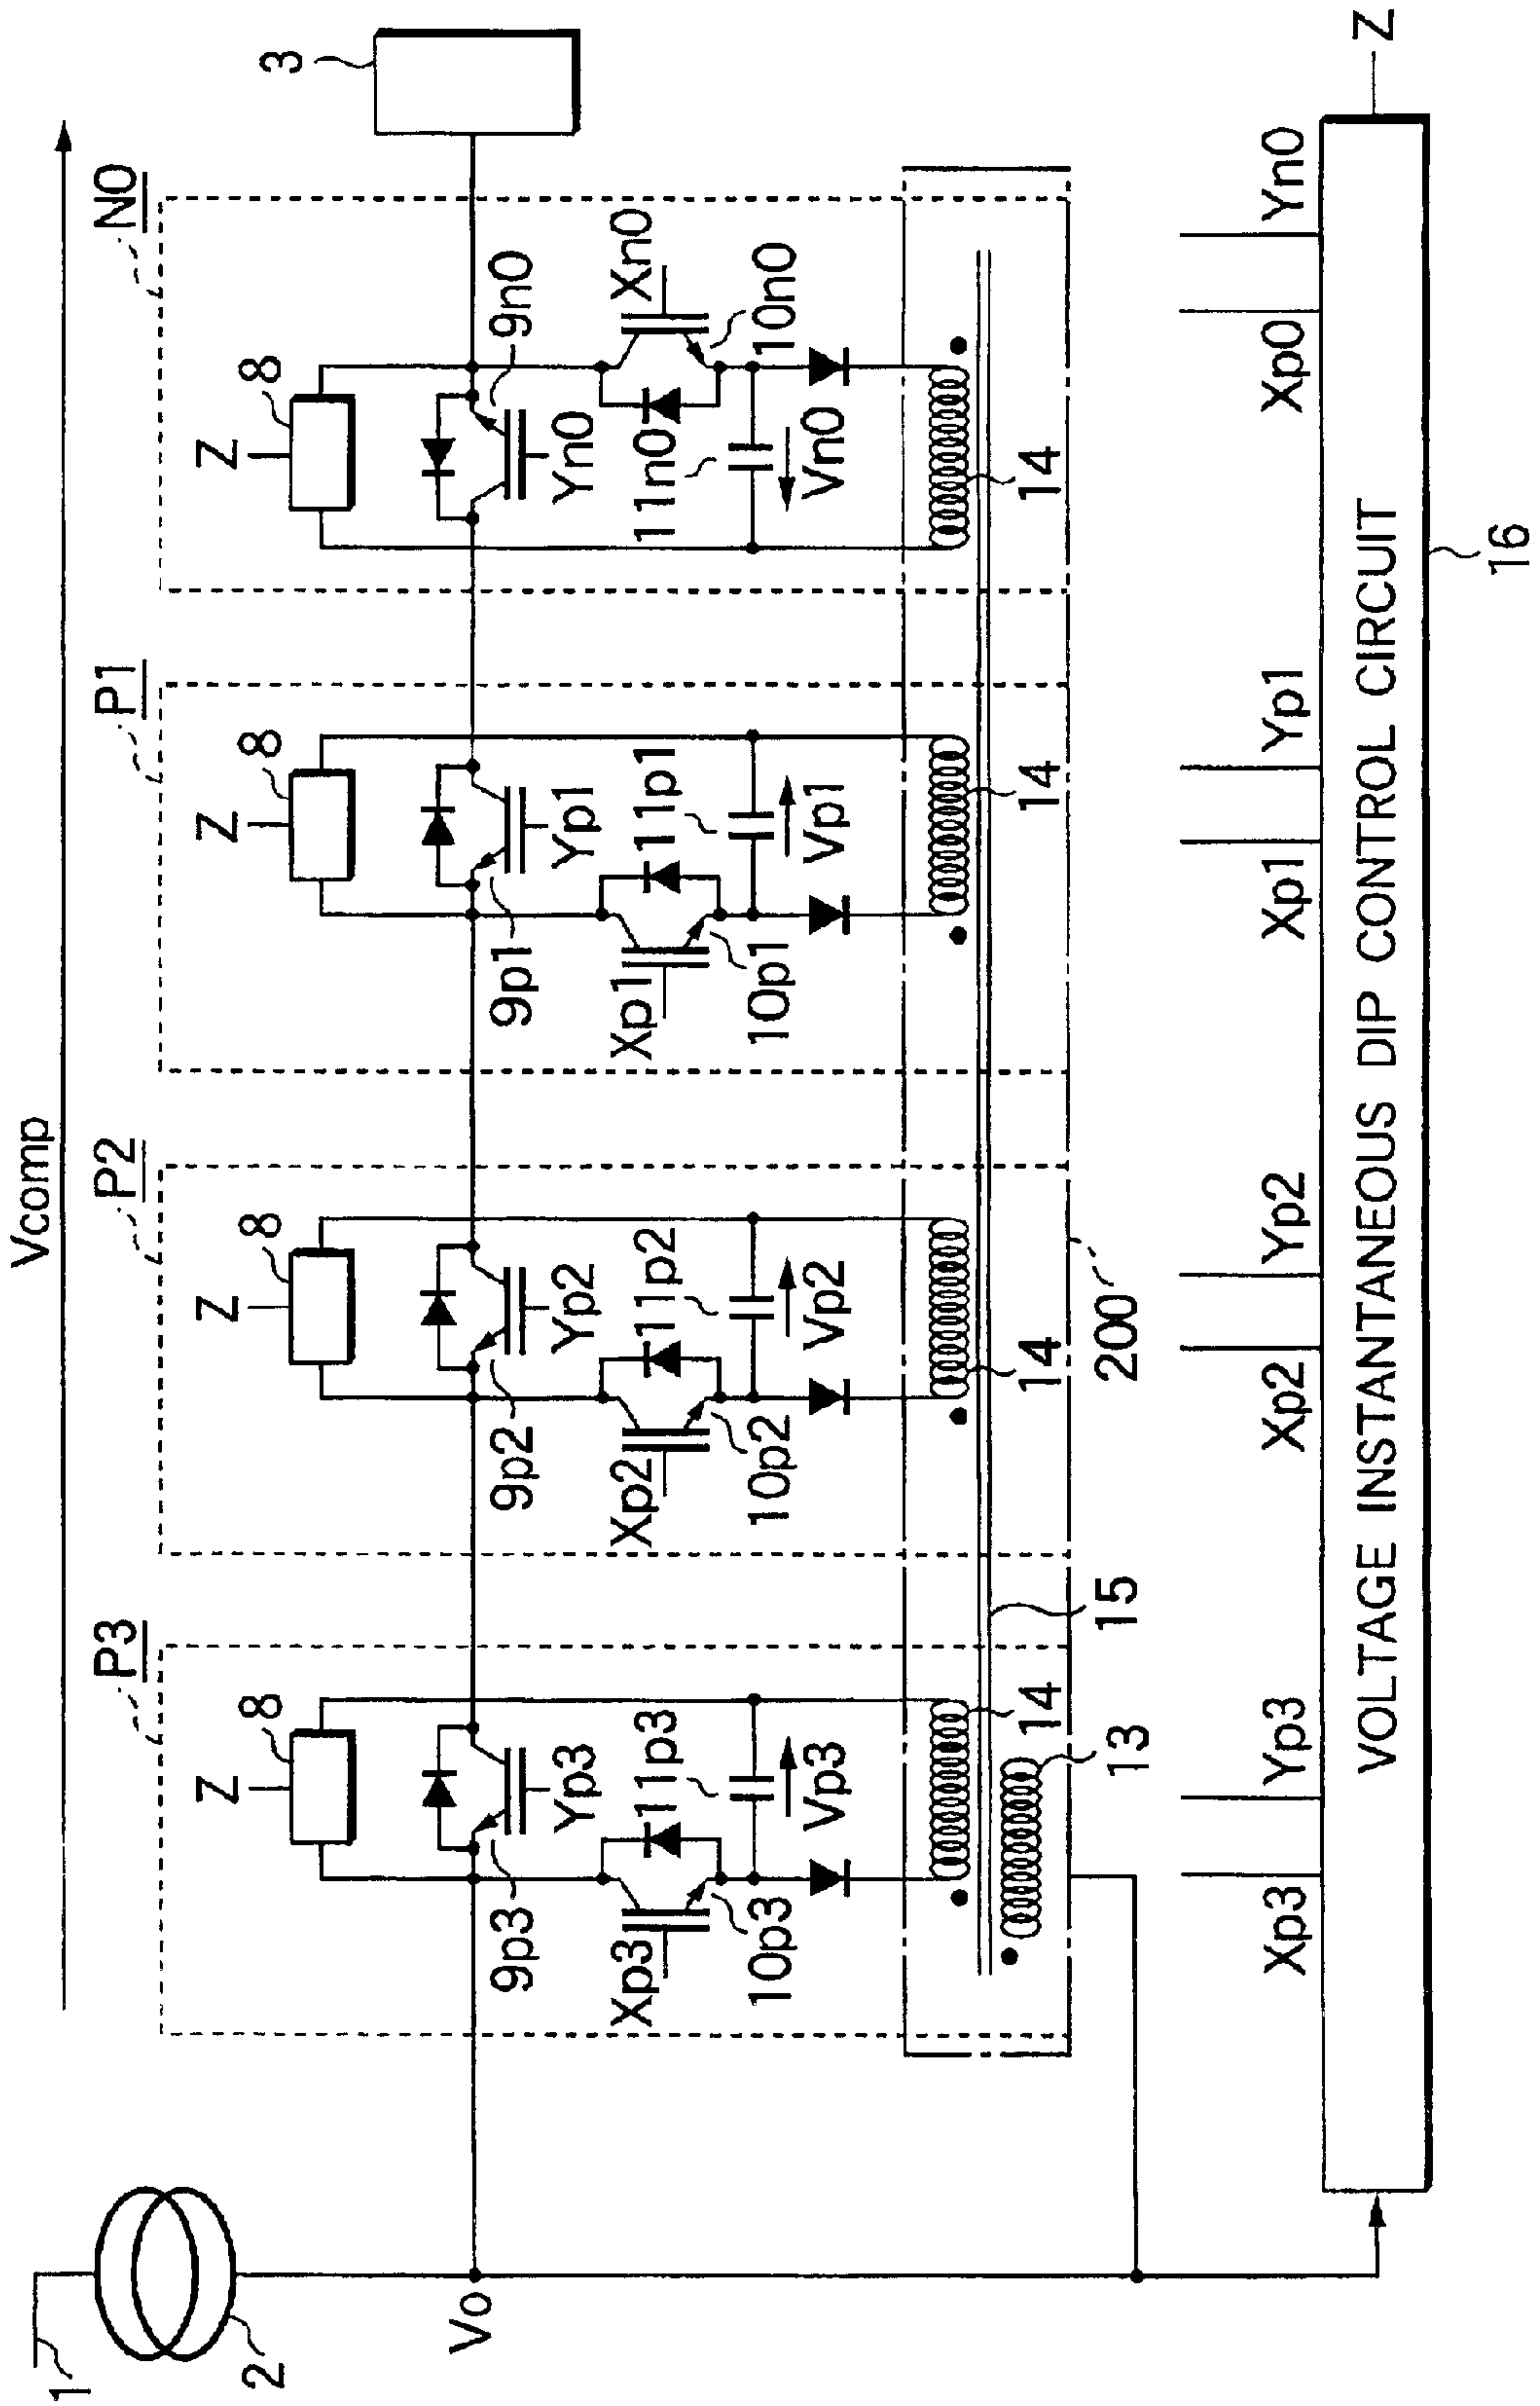 Vcomp
P3
P2
P1
N0
8
8
8
8
Z
Z
Z
Z
3
1
2
Vo
9p3
Yp3
9p2
Yp2
9p1
Yp1
Yn0
9n0
Xp3
10p3
11p3
Vp3
Xp2
10p2
11p2
Vp2
Xp1
10p1
11p1
Vp1
11n0
Vn0
Xn0
10n0
14
14
14
14
13
15
200
Xp3
Yp3
Xp2
Yp2
Xp1
Yp1
Xp0
Yn0
VOLTAGE INSTANTANEOUS DIP CONTROL CIRCUIT
Z
16